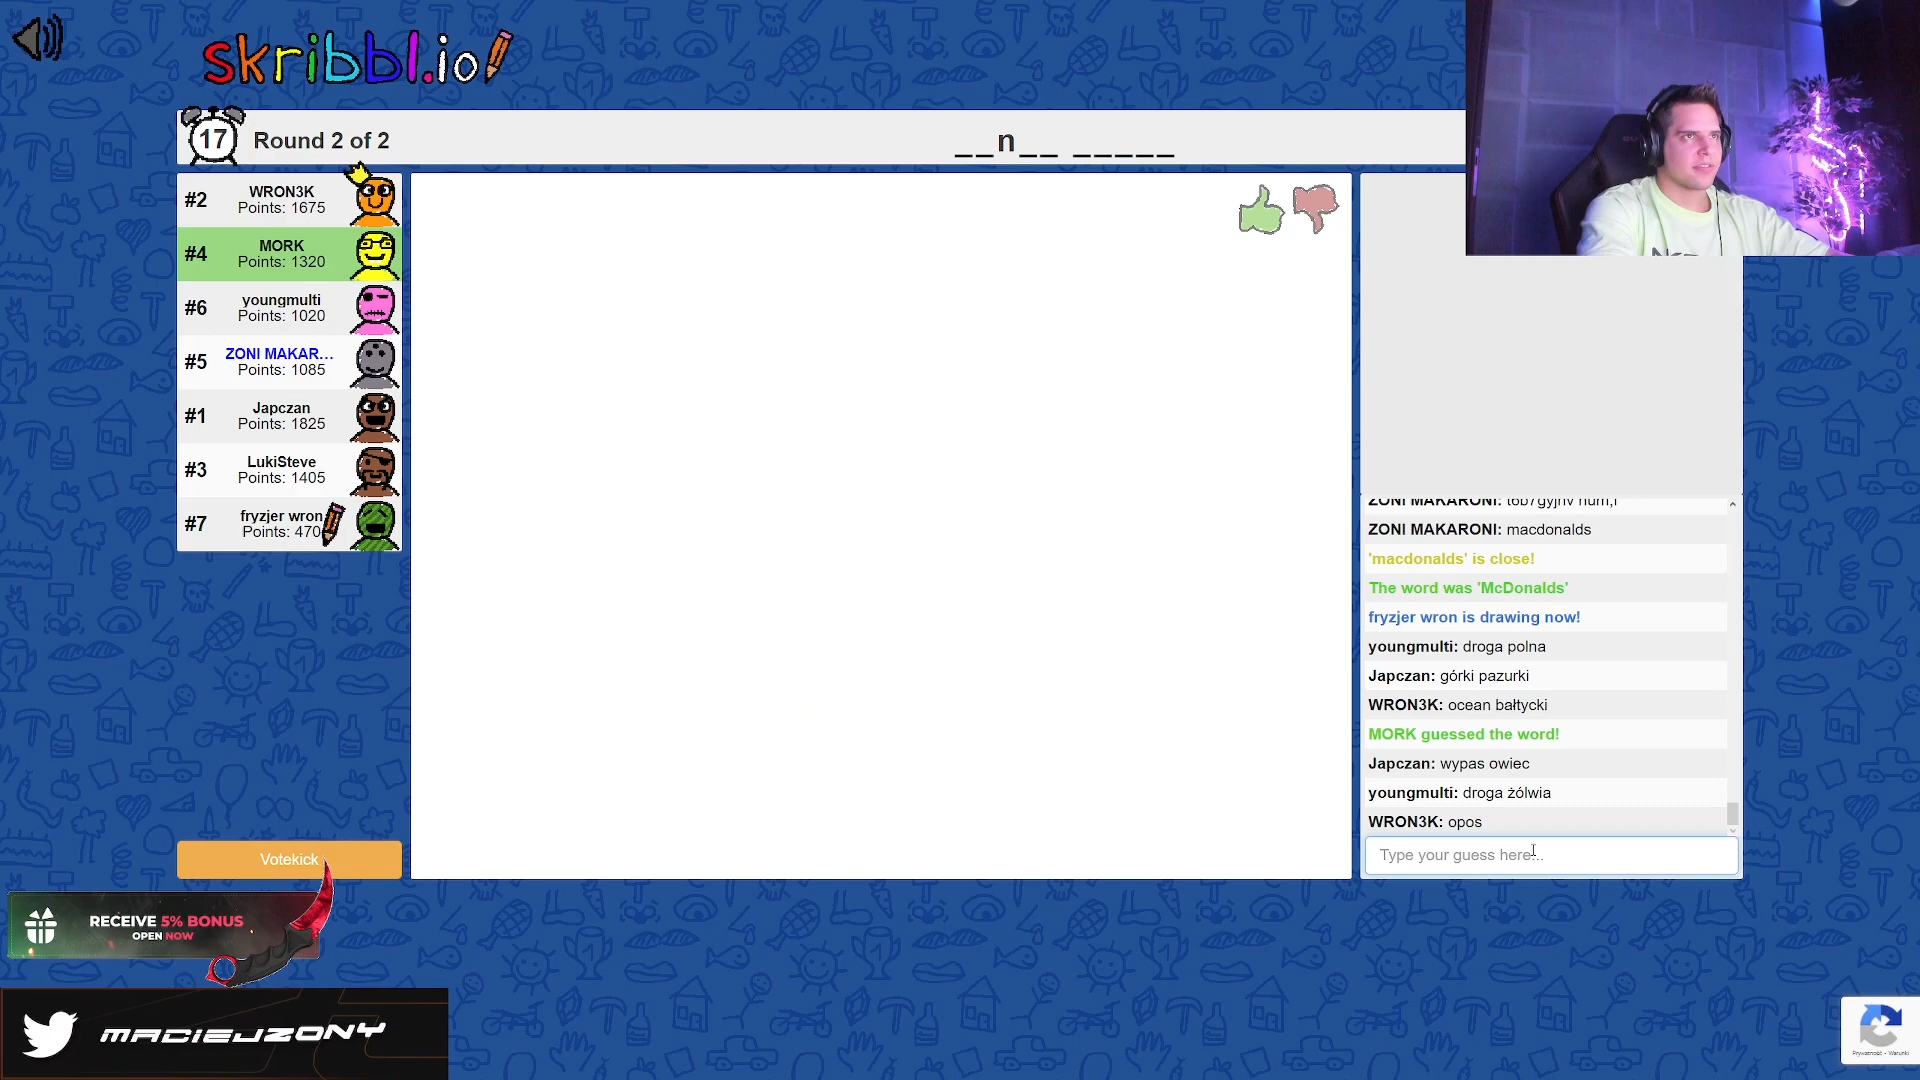 skribbl.io
17
Round 2 of 2
__n__ _____
#2
WRON3K
Points: 1675
#4
MORK
Points: 1320
#6
youngmulti
Points: 1020
#5
ZONI MAKAR...
Points: 1085
#1
Japczan
Points: 1825
#3
LukiSteve
Points: 1405
#7
fryzjer wron
Points: 470
ZONI MAKARONI:
ZONI MAKARONI: macdonalds
'macdonalds' is close!
The word was 'McDonalds'
fryzjer wron is drawing now!
youngmulti: droga polna
Japczan: górki pazurki
WRON3K: ocean bałtycki
MORK guessed the word!
Japczan: wypas owiec
youngmulti: droga żólwia
WRON3K: opos
Type your guess here...
Votekick
RECEIVE 5% BONUS
OPEN NOW
MACIEJZONY
Prywatność - Warunki